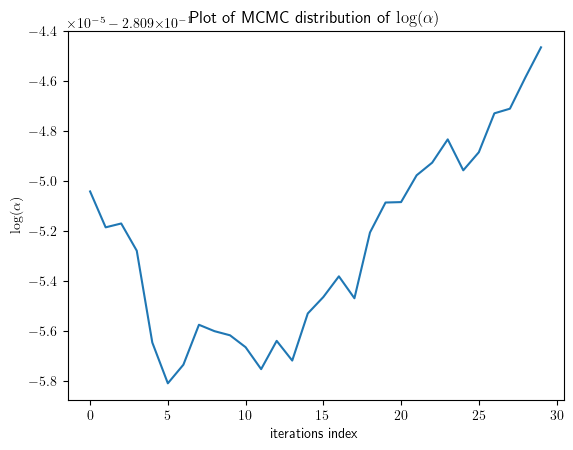 Plot of MCMC distribution of log(α)
×10⁻⁵−2.809×10⁻
−4.4
−4.6
−4.8
−5.0
−5.2
−5.4
−5.6
−5.8
log(α)
0 5 10 15 20 25 30
iterations index